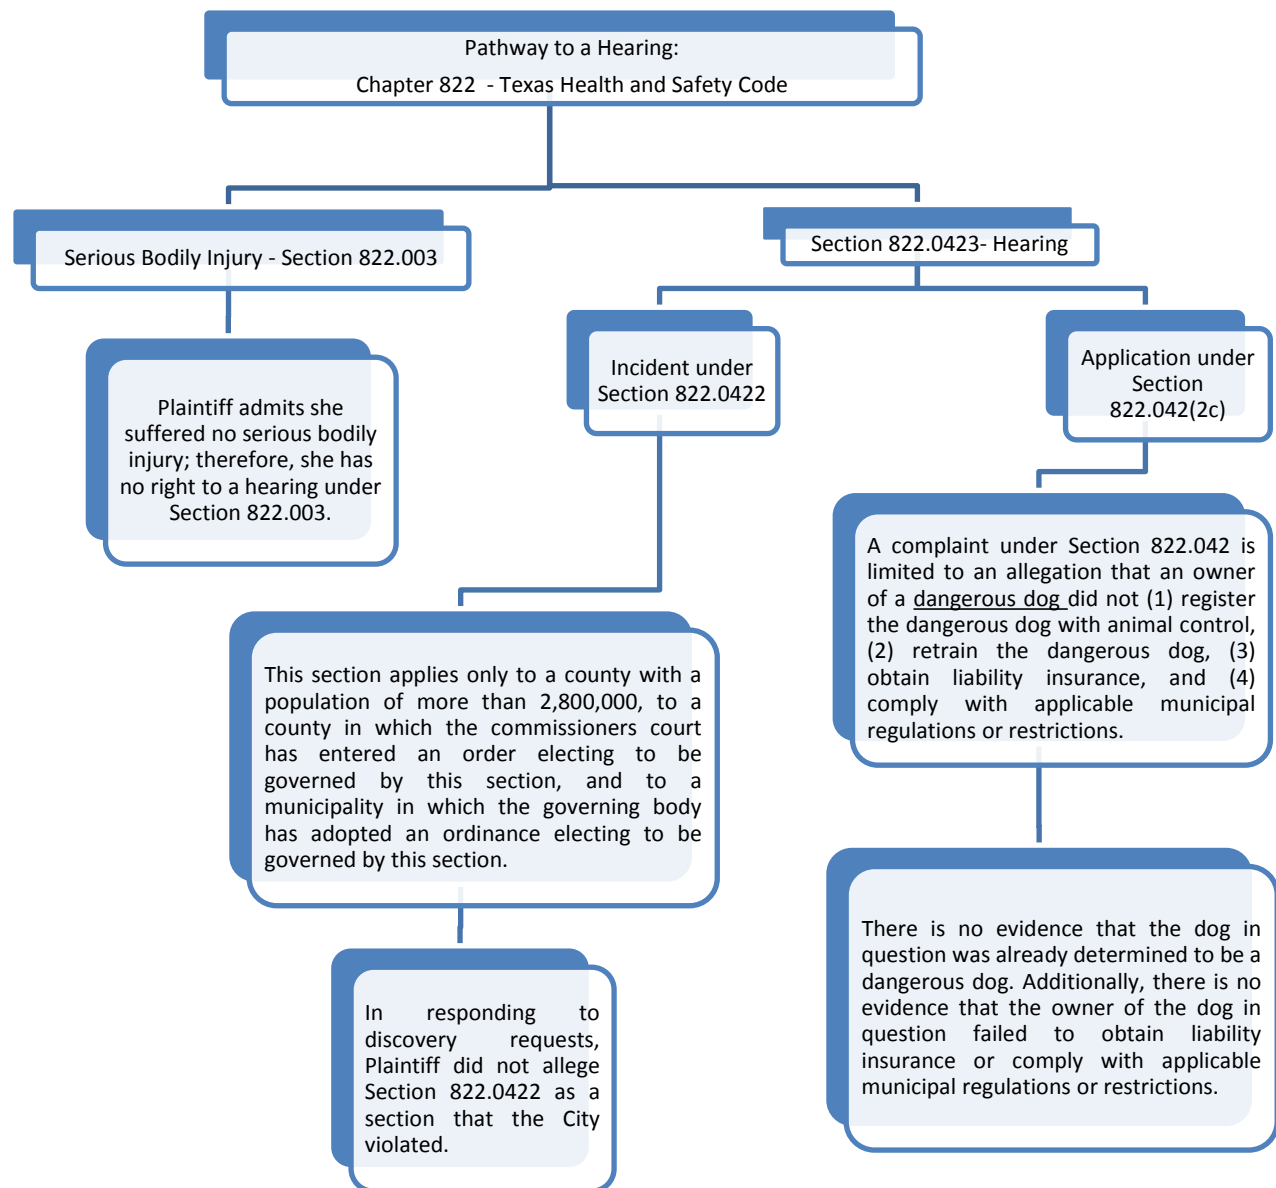 Pathway to a Hearing:
Chapter 822 - Texas Health and Safety Code
Serious Bodily Injury - Section 822.003
Section 822.0423- Hearing
Plaintiff admits she
suffered no serious bodily
injury; therefore, she has
no right to a hearing under
Section 822.003.
Incident under
Section 822.0422
Application under
Section
822.042(2c)
This section applies only to a county with a
population of more than 2,800,000, to a
county in which the commissioners court
has entered an order electing to be
governed by this section, and to a
municipality in which the governing body
has adopted an ordinance electing to be
governed by this section.
In responding to
discovery requests,
Plaintiff did not allege
Section 822.0422 as a
section that the City
violated.
A complaint under Section 822.042 is
limited to an allegation that an owner
of a dangerous dog did not (1) register
the dangerous dog with animal control,
(2) retrain the dangerous dog, (3)
obtain liability insurance, and (4)
comply with applicable municipal
regulations or restrictions.
There is no evidence that the dog in
question was already determined to be a
dangerous dog. Additionally, there is no
evidence that the owner of the dog in
question failed to obtain liability
insurance or comply with applicable
municipal regulations or restrictions.